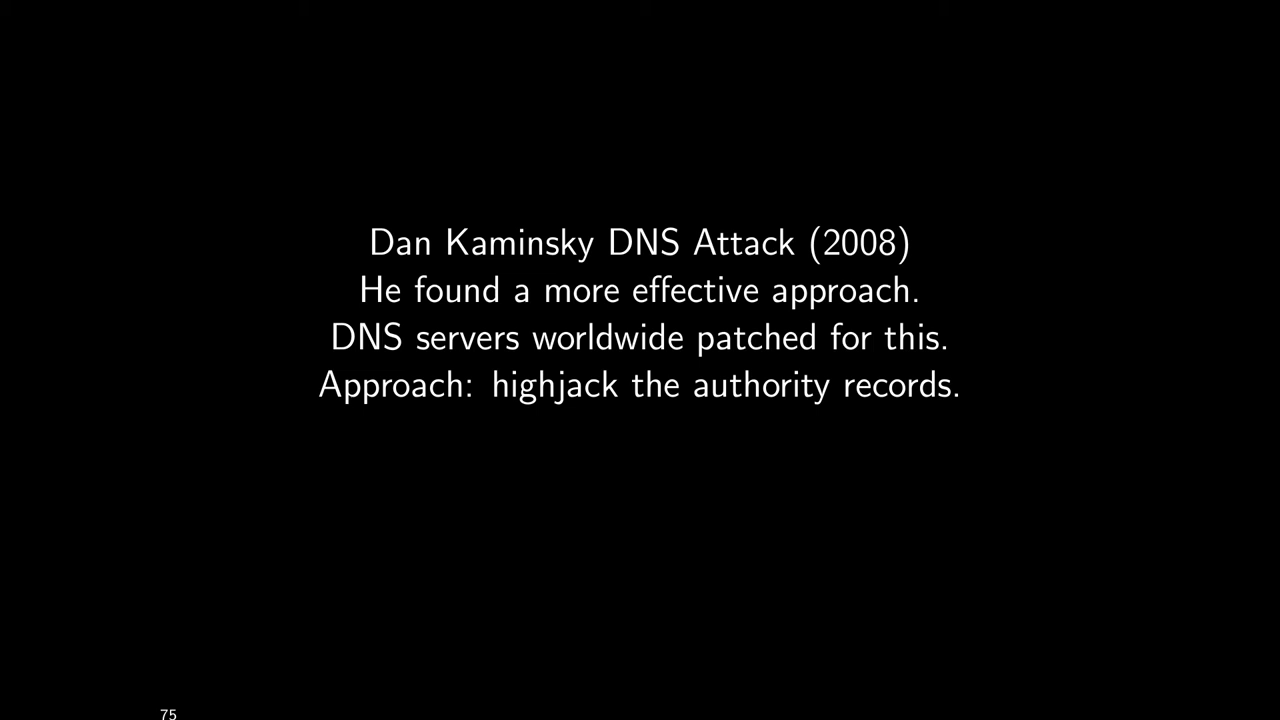 Dan Kaminsky DNS Attack (2008)
He found a more effective approach.
DNS servers worldwide patched for this.
Approach: highjack the authority records.
75